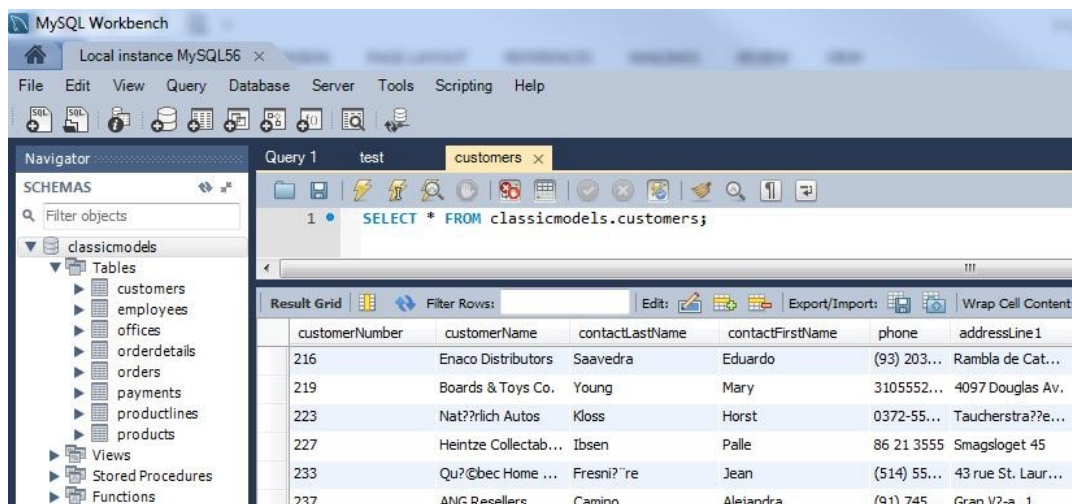 MySQL Workbench
Local instance MySQL56 ×
File Edit View Query Database Server Tools Scripting Help
Navigator
SCHEMAS
Filter objects
classicmodels
Tables
customers
employees
offices
orderdetails
orders
payments
productlines
products
Views
Stored Procedures
Functions
Query 1 test customers ×
1 SELECT * FROM classicmodels.customers;
Result Grid Filter Rows: Edit: Export/Import: Wrap Cell Content
customerNumber customerName contactLastName contactFirstName phone addressLine1
216 Enaco Distributors Saavedra Eduardo (93) 203... Rambla de Cat...
219 Boards & Toys Co. Young Mary 3105552... 4097 Douglas Av.
223 Nat??rlich Autos Kloss Horst 0372-55... Taucherstra??e...
227 Heintze Collectab... Ibsen Palle 86 21 3555 Smagsloget 45
233 Qu?©bec Home ... Fresni?¨re Jean (514) 55... 43 rue St. Laur...
237 ANG Resellers Camino Alejandra (91) 745 ... Gran V?-a, 1